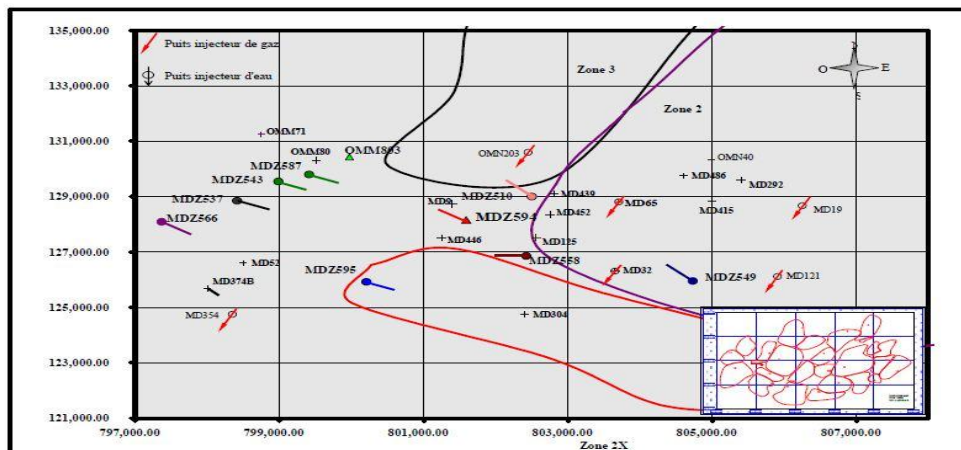 135,000.00
Puits injecteur de gaz
Zone 3
O
E
S
133,000.00
Puits injecteur d'eau
Zone 2
131,000.00
OMM71
OMM80
OMM803
OMN203
OMN40
MDZ587
MDZ543
MD486
MD292
129,000.00
MDZ537
MD9
MDZ510
MD439
MD65
MD415
MD19
MDZ566
MDZ594
MD452
MD446
MD125
127,000.00
MD52
MDZ595
MDZ558
MD32
MDZ549
MD121
MD374B
125,000.00
MD354
MD304
123,000.00
121,000.00
797,000.00
799,000.00
801,000.00
803,000.00
805,000.00
807,000.00
Zone 2X